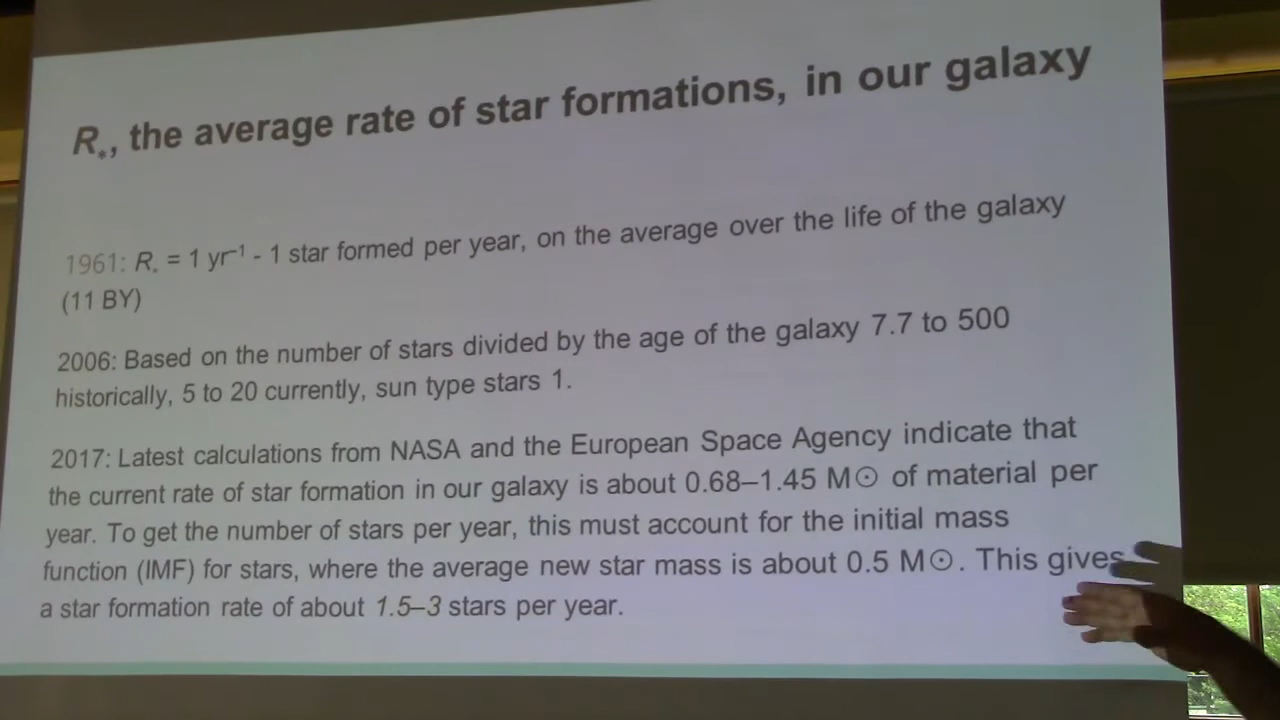 R*, the average rate of star formations, in our galaxy
1961: R* = 1 yr⁻¹ - 1 star formed per year, on the average over the life of the galaxy
(11 BY)
2006: Based on the number of stars divided by the age of the galaxy 7.7 to 500
historically, 5 to 20 currently, sun type stars 1.
2017: Latest calculations from NASA and the European Space Agency indicate that
the current rate of star formation in our galaxy is about 0.68–1.45 M☉ of material per
year. To get the number of stars per year, this must account for the initial mass
function (IMF) for stars, where the average new star mass is about 0.5 M☉. This gives
a star formation rate of about 1.5–3 stars per year.